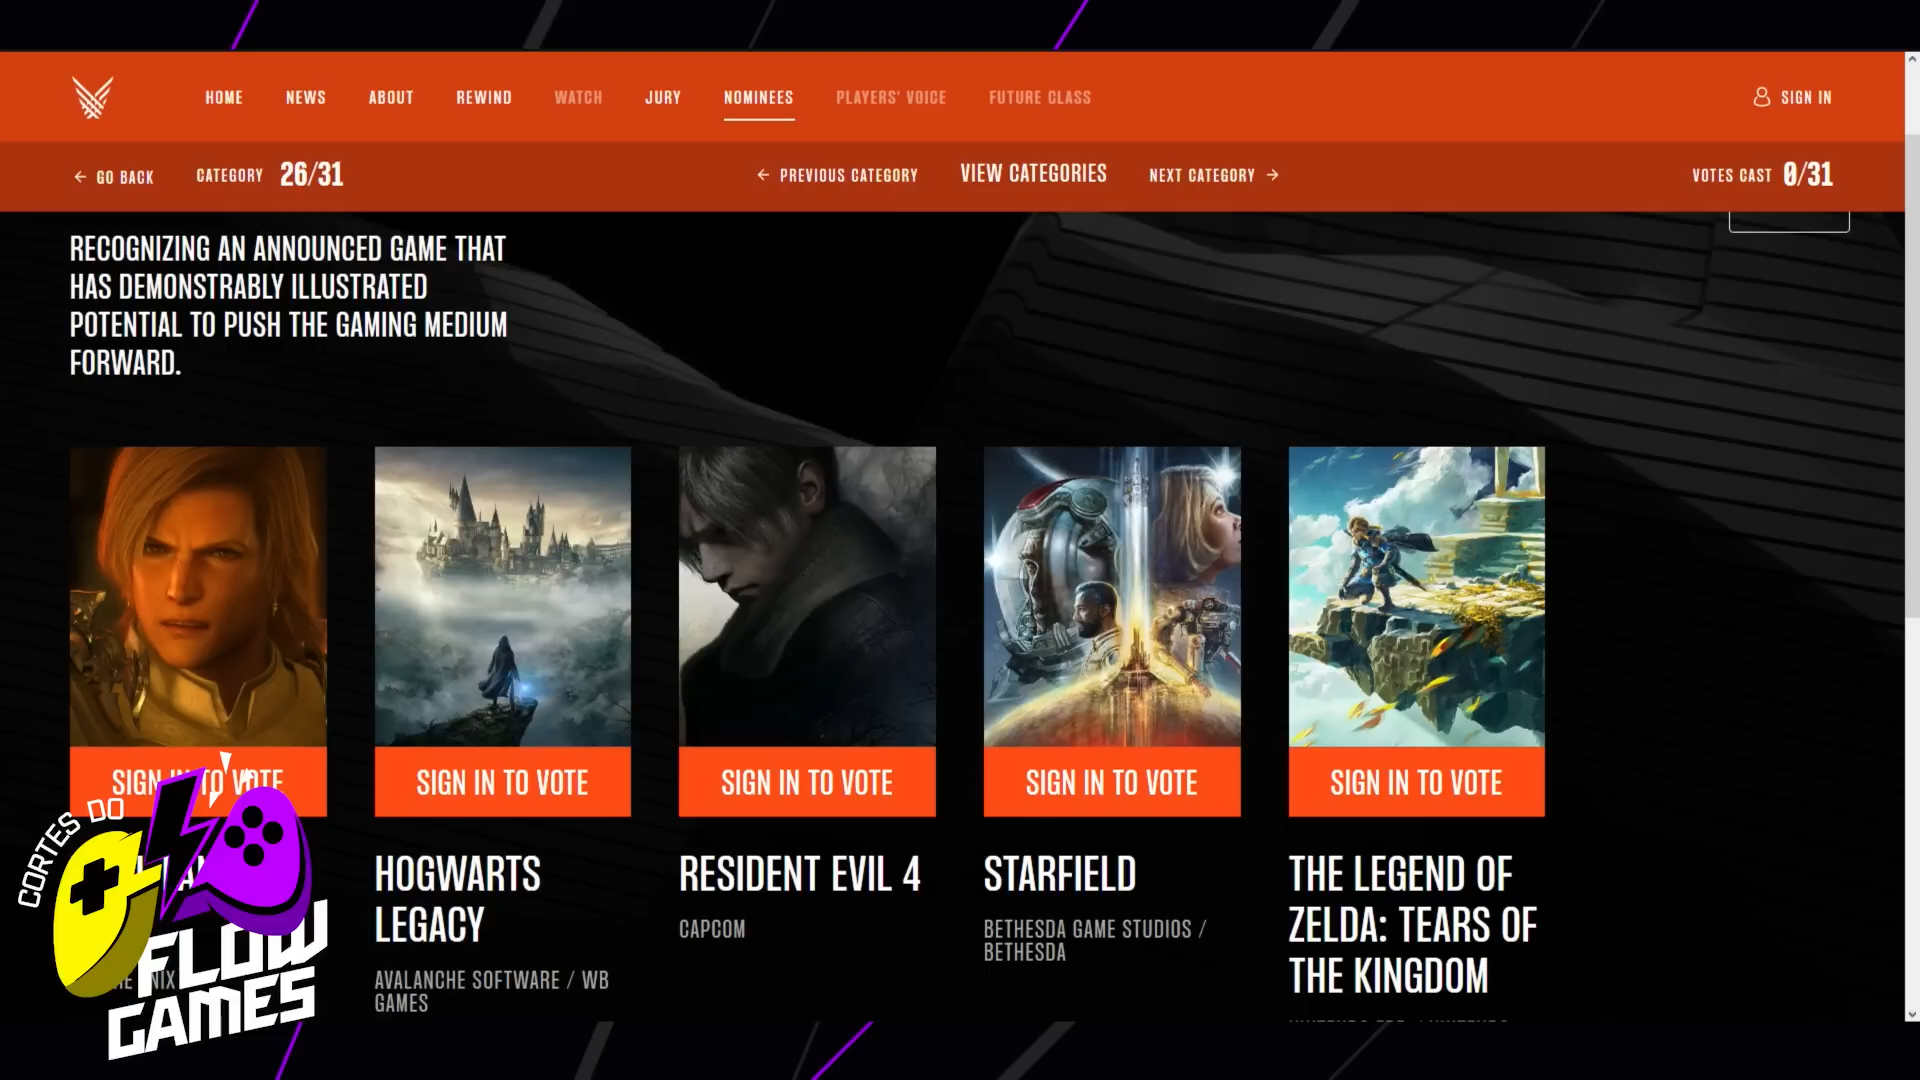 HOME NEWS ABOUT REWIND WATCH JURY NOMINEES PLAYERS' VOICE FUTURE CLASS SIGN IN
GO BACK CATEGORY 26/31 PREVIOUS CATEGORY VIEW CATEGORIES NEXT CATEGORY VOTES CAST 0/31
RECOGNIZING AN ANNOUNCED GAME THAT
HAS DEMONSTRABLY ILLUSTRATED
POTENTIAL TO PUSH THE GAMING MEDIUM
FORWARD.
SIGN IN TO VOTE
SIGN IN TO VOTE
SIGN IN TO VOTE
SIGN IN TO VOTE
SIGN IN TO VOTE
HOGWARTS
LEGACY
AVALANCHE SOFTWARE / WB
GAMES
RESIDENT EVIL 4
CAPCOM
STARFIELD
BETHESDA GAME STUDIOS /
BETHESDA
THE LEGEND OF
ZELDA: TEARS OF
THE KINGDOM
CORTES DO
FLOW
GAMES